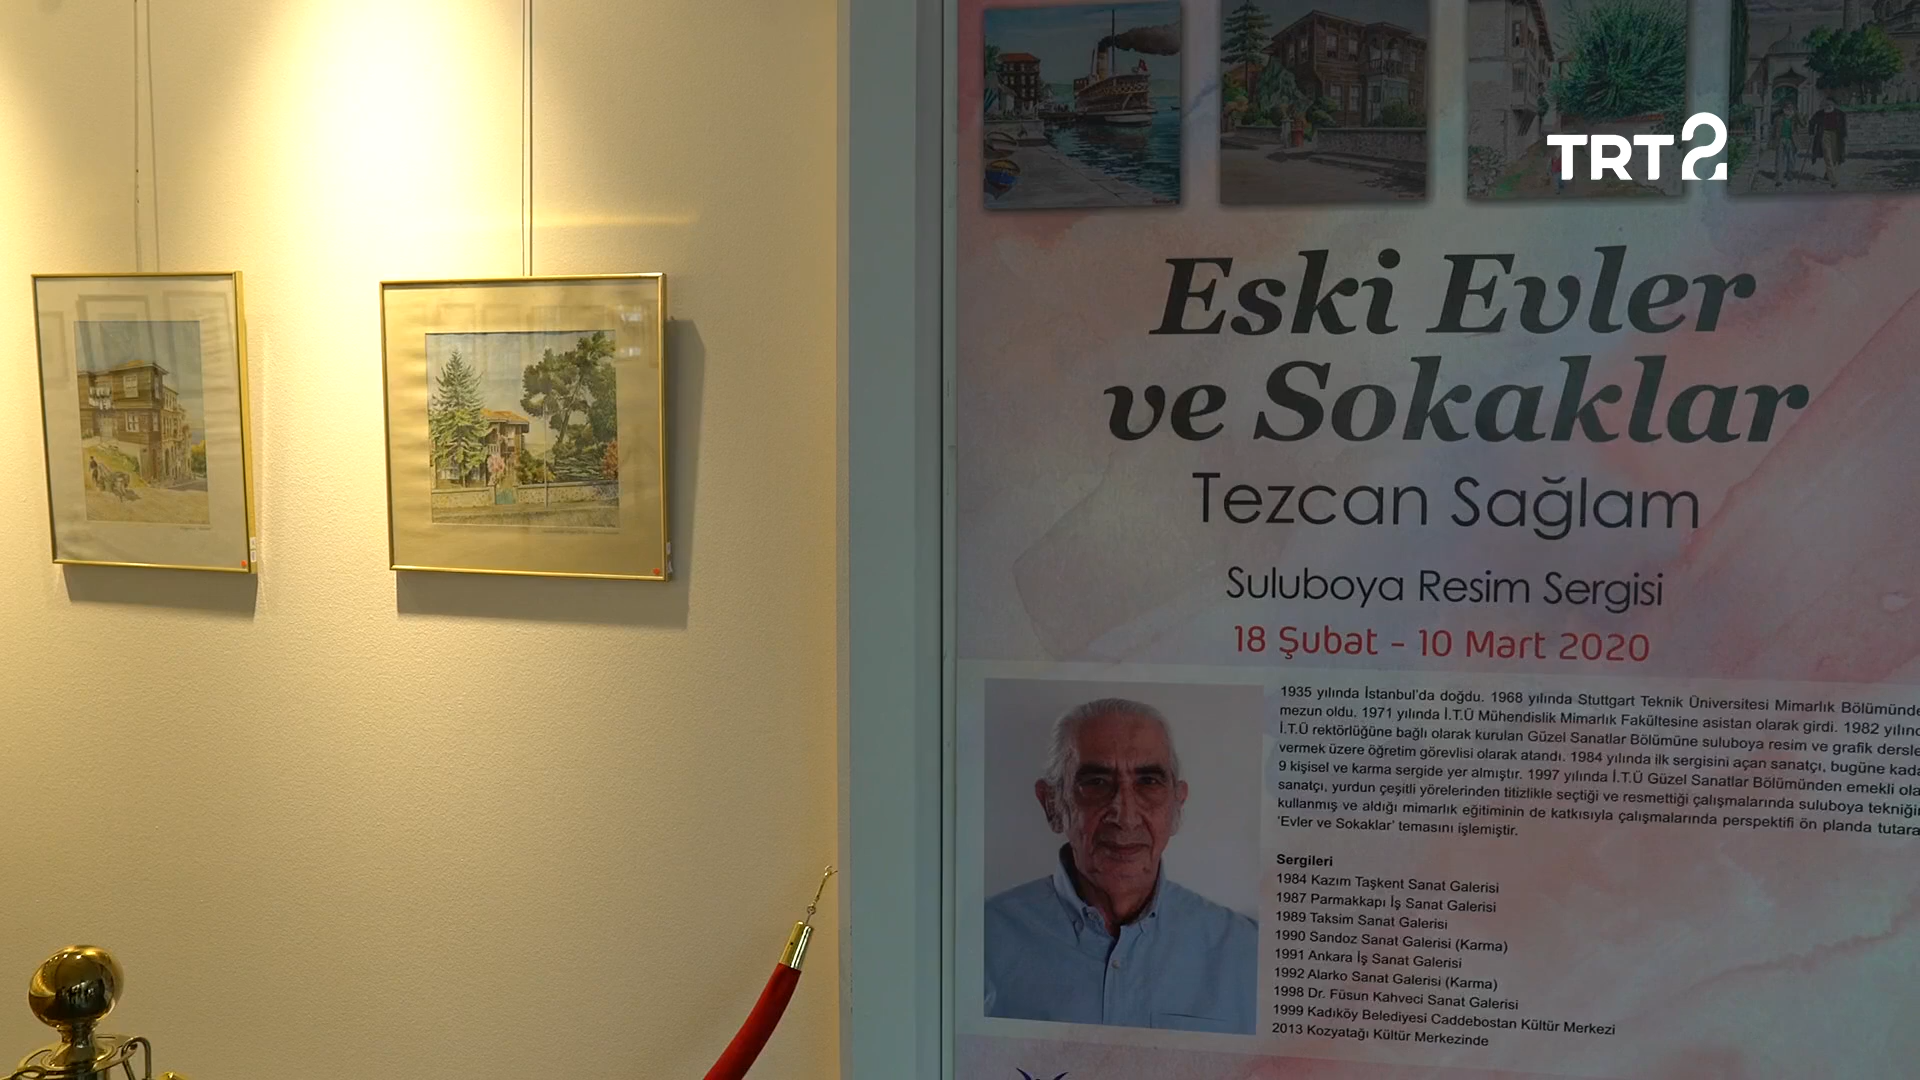 TRT2
Eski Evler
ve Sokaklar
Tezcan Sağlam
Suluboya Resim Sergisi
18 Şubat - 10 Mart 2020
1935 yılında İstanbul'da doğdu. 1968 yılında Stuttgart Teknik Üniversitesi Mimarlık Bölümünde
mezun oldu. 1971 yılında İ.T.Ü Mühendislik Mimarlık Fakültesine asistan olarak girdi. 1982 yılınd
İ.T.Ü rektörlüğüne bağlı olarak kurulan Güzel Sanatlar Bölümüne suluboya resim ve grafik dersle
vermek üzere öğretim görevlisi olarak atandı. 1984 yılında ilk sergisini açan sanatçı, bugüne kada
9 kişisel ve karma sergide yer almıştır. 1997 yılında İ.T.Ü Güzel Sanatlar Bölümünden emekli ola
sanatçı, yurdun çeşitli yörelerinden titizlikle seçtiği ve resmettiği çalışmalarında suluboya tekniğin
kullanmış ve aldığı mimarlık eğitiminin de katkısıyla çalışmalarında perspektifi ön planda tutara
'Evler ve Sokaklar' temasını işlemiştir.
Sergileri
1984 Kazım Taşkent Sanat Galerisi
1987 Parmakkapı İş Sanat Galerisi
1989 Taksim Sanat Galerisi
1990 Sandoz Sanat Galerisi (Karma)
1991 Ankara İş Sanat Galerisi
1992 Alarko Sanat Galerisi (Karma)
1998 Dr. Füsun Kahveci Sanat Galerisi
1999 Kadıköy Belediyesi Caddebostan Kültür Merkezi
2013 Kozyatağı Kültür Merkezinde